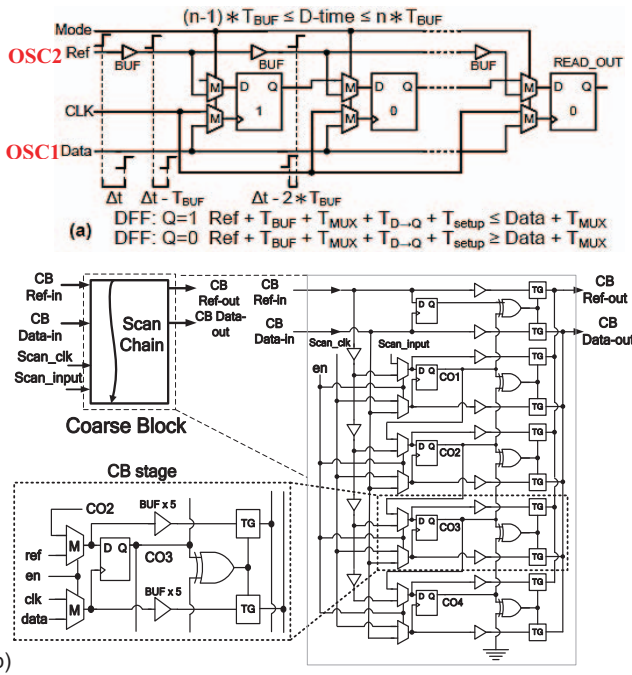 (n-1)*T_BUF ≤ D-time ≤ n*T_BUF
Mode
OSC2 Ref
BUF BUF BUF READ_OUT
M D Q M D Q M D Q
1 0 0
CLK M M M
OSC1 Data
Δt Δt - T_BUF Δt - 2*T_BUF
(a) DFF: Q=1 Ref + T_BUF + T_MUX + T_D→Q + T_setup ≤ Data + T_MUX
DFF: Q=0 Ref + T_BUF + T_MUX + T_D→Q + T_setup ≥ Data + T_MUX
CB
Ref-in
CB
Data-in
Scan_clk
Scan_input
Scan
Chain
CB
Ref-out
CB Data-
out
Coarse Block
CB
Ref-in
CB
Data-in
Scan_clk
Scan_input
en
D Q
TG
TG
CB
Ref-out
CB
Data-out
D Q
CO1
TG
TG
D Q
CO2
TG
TG
D Q
CO3
TG
TG
D Q
CO4
TG
TG
CB stage
CO2
BUF x 5
TG
ref
M
D Q
CO3
en
clk
data
M
BUF x 5
TG
)